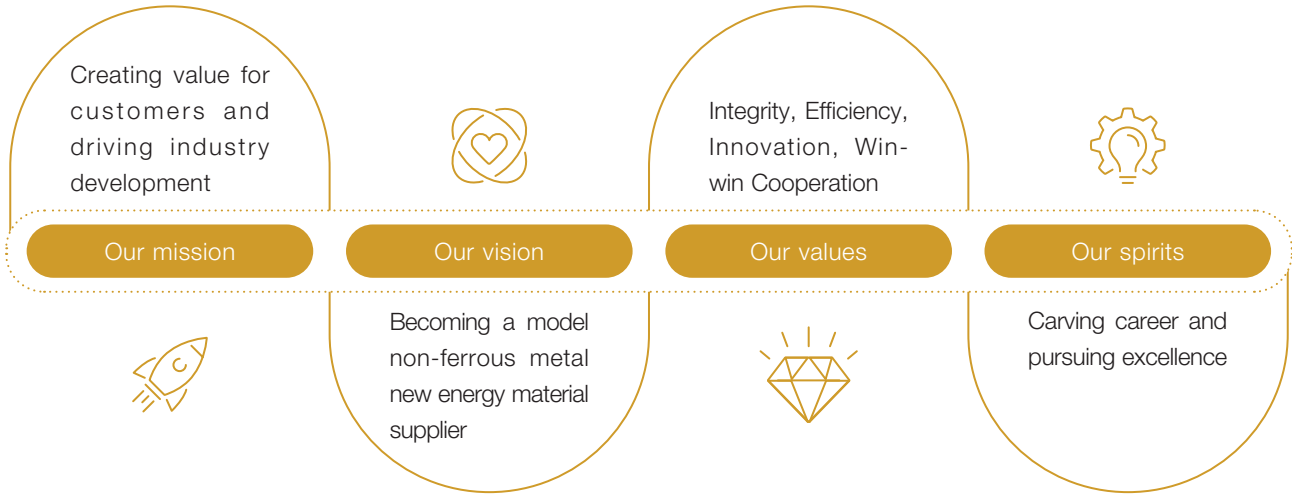 Creating value for
customers and
driving industry
development
Our mission
Our vision
Becoming a model
non-ferrous metal
new energy material
supplier
Integrity, Efficiency,
Innovation, Win-
win Cooperation
Our values
Our spirits
Carving career and
pursuing excellence